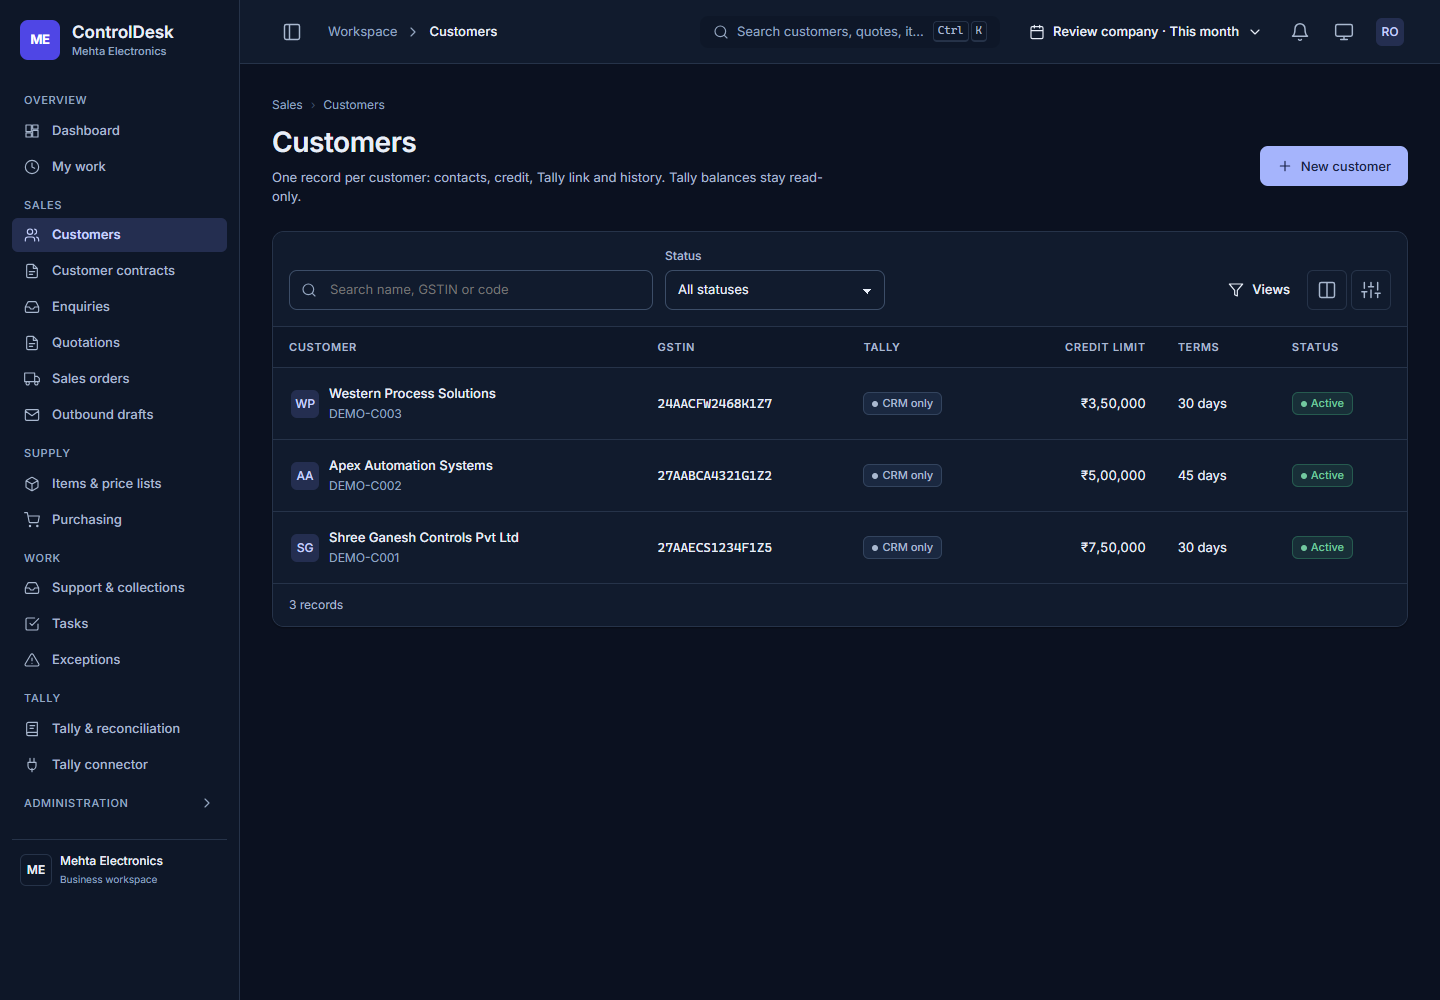 ME
ControlDesk
Mehta Electronics
OVERVIEW
Dashboard
My work
SALES
Customers
Customer contracts
Enquiries
Quotations
Sales orders
Outbound drafts
SUPPLY
Items & price lists
Purchasing
WORK
Support & collections
Tasks
Exceptions
TALLY
Tally & reconciliation
Tally connector
ADMINISTRATION
ME
Mehta Electronics
Business workspace
Workspace > Customers
Search customers, quotes, it... Ctrl K
Review company · This month
RO
Sales › Customers
Customers
One record per customer: contacts, credit, Tally link and history. Tally balances stay read-
only.
+ New customer
Status
Search name, GSTIN or code
All statuses
Views
CUSTOMER GSTIN TALLY CREDIT LIMIT TERMS STATUS
WP Western Process Solutions
DEMO-C003
24AACFW2468K1Z7 CRM only ₹3,50,000 30 days Active
AA Apex Automation Systems
DEMO-C002
27AABCA4321G1Z2 CRM only ₹5,00,000 45 days Active
SG Shree Ganesh Controls Pvt Ltd
DEMO-C001
27AAECS1234F1Z5 CRM only ₹7,50,000 30 days Active
3 records